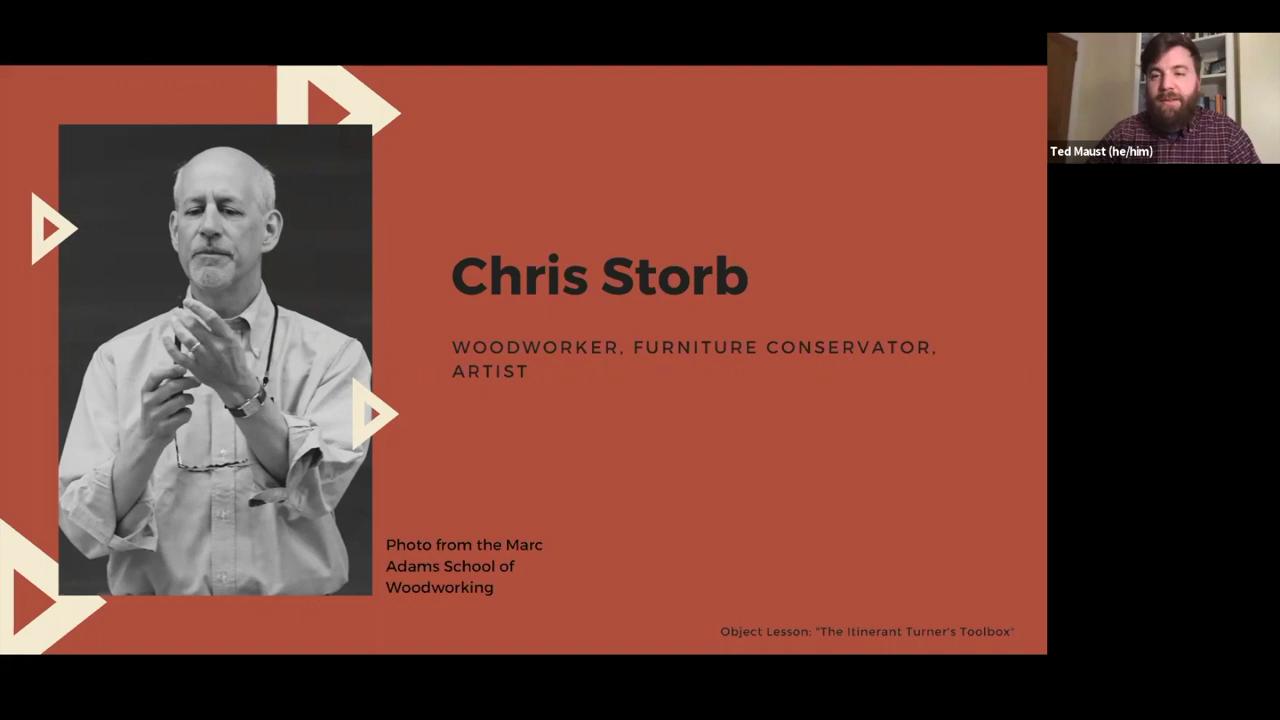 Chris Storb
WOODWORKER, FURNITURE CONSERVATOR,
ARTIST
Photo from the Marc
Adams School of
Woodworking
Object Lesson: "The Itinerant Turner's Toolbox"
Ted Maust (he/him)